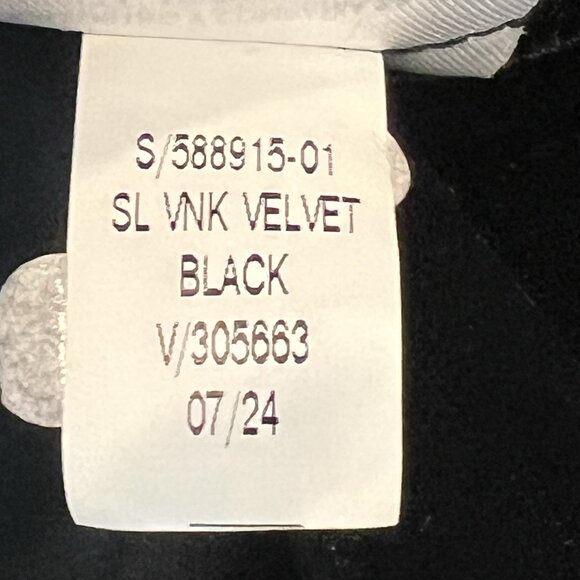 S/588915-01
SL VNK VELVET
BLACK
V/305663
07/24